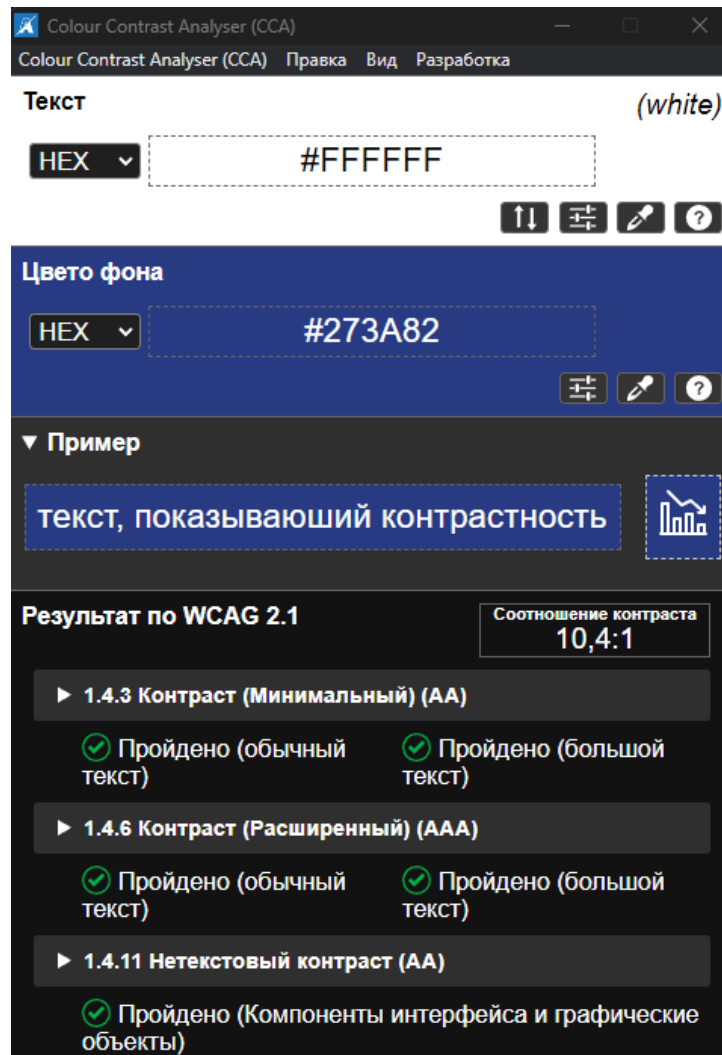 Colour Contrast Analyser (CCA)
Colour Contrast Analyser (CCA) Правка Вид Разработка
Текст (white)
HEX #FFFFFF
Цвето фона
HEX #273A82
▼ Пример
текст, показываюший контрастность
Результат по WCAG 2.1
Соотношение контраста
10,4:1
▶ 1.4.3 Контраст (Минимальный) (AA)
Пройдено (обычный
текст)
Пройдено (большой
текст)
▶ 1.4.6 Контраст (Расширенный) (AAA)
Пройдено (обычный
текст)
Пройдено (большой
текст)
▶ 1.4.11 Нетекстовый контраст (AA)
Пройдено (Компоненты интерфейса и графические
объекты)